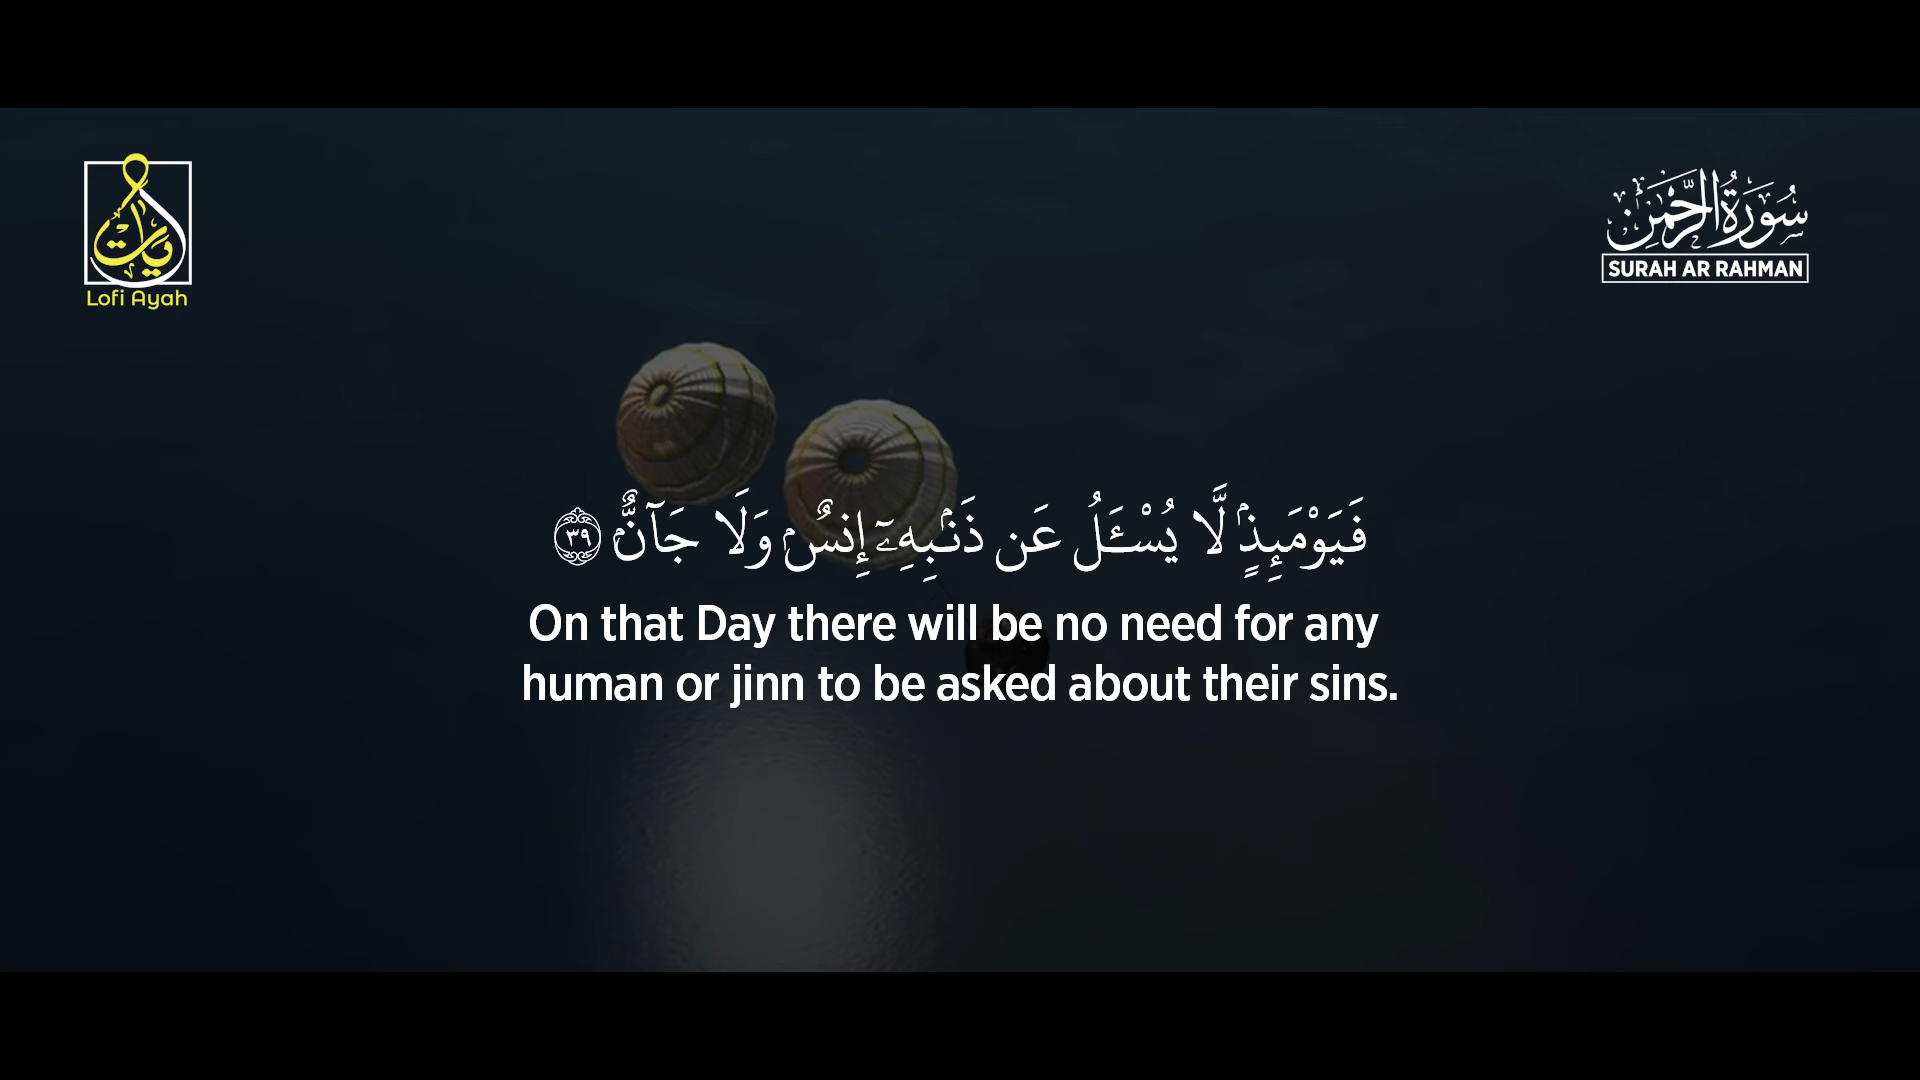 آيات
Lofi Ayah
سُورَةُ الرَّحْمَٰن
SURAH AR RAHMAN
فَيَوْمَئِذٍ لَّا يُسْـَٔلُ عَن ذَنۢبِهِۦٓ إِنسٌ وَلَا جَآنٌّ ٣٩
On that Day there will be no need for any
human or jinn to be asked about their sins.